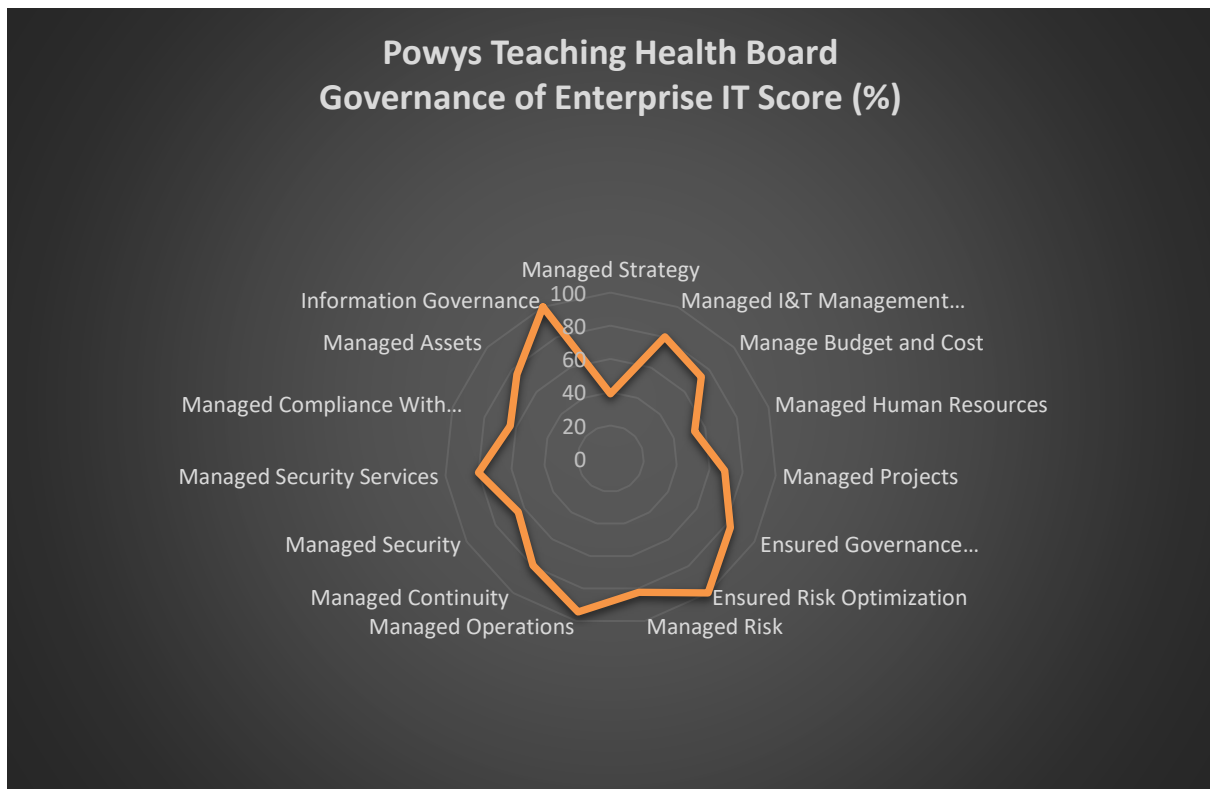 Powys Teaching Health Board
Governance of Enterprise IT Score (%)
Managed Strategy
Managed I&T Management…
Manage Budget and Cost
Managed Human Resources
Managed Projects
Ensured Governance…
Ensured Risk Optimization
Managed Risk
Managed Operations
Managed Continuity
Managed Security
Managed Security Services
Managed Compliance With…
Managed Assets
Information Governance
100
80
60
40
20
0